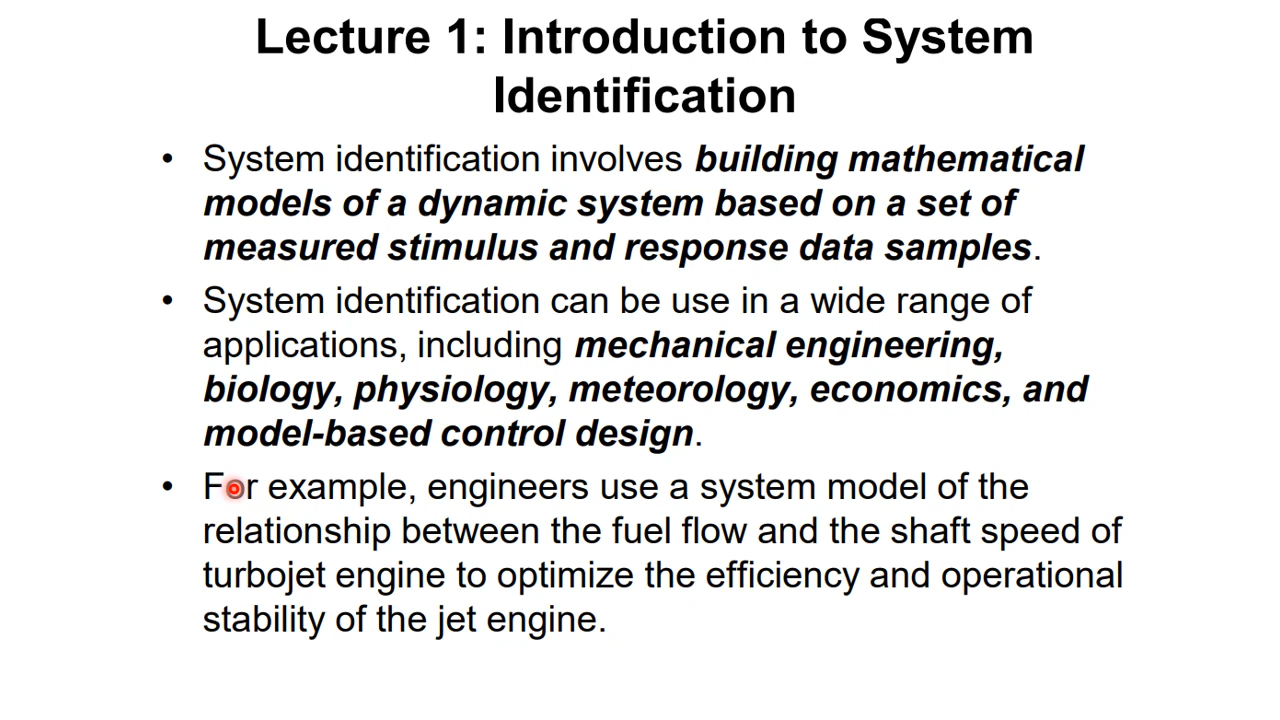 Lecture 1: Introduction to System
Identification
• System identification involves building mathematical
models of a dynamic system based on a set of
measured stimulus and response data samples.
• System identification can be use in a wide range of
applications, including mechanical engineering,
biology, physiology, meteorology, economics, and
model-based control design.
• For example, engineers use a system model of the
relationship between the fuel flow and the shaft speed of
turbojet engine to optimize the efficiency and operational
stability of the jet engine.